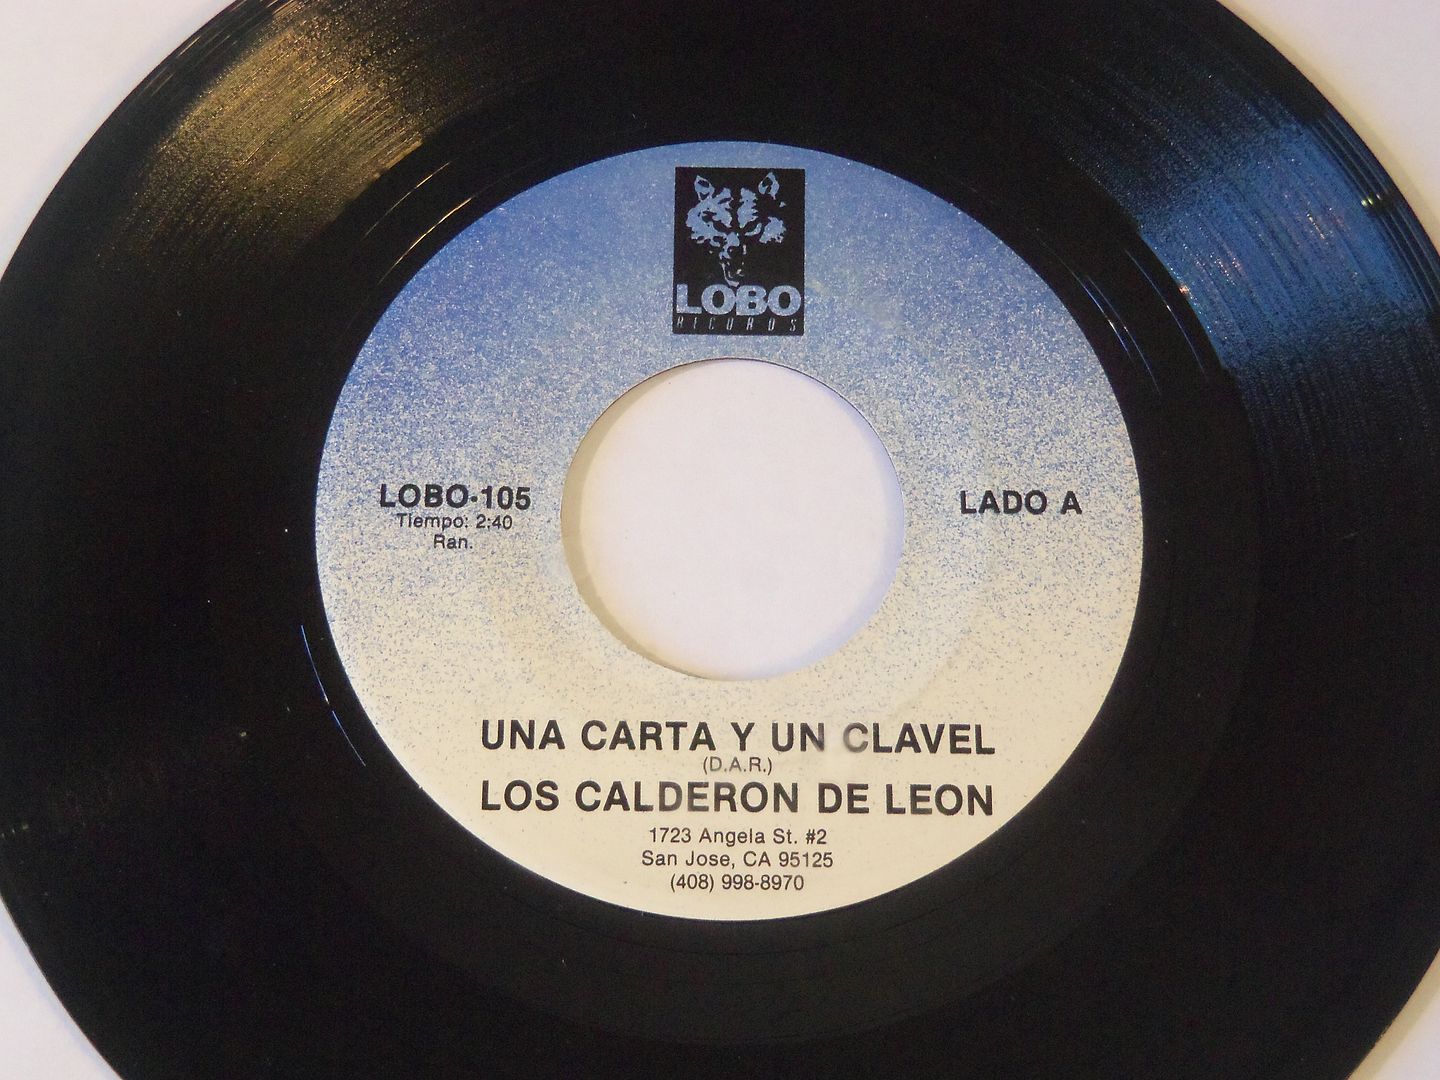 LOBO
RECORDS
LOBO•105
Tiempo: 2:40
Ran.
LADO A
UNA CARTA Y UN CLAVEL
(D.A.R.)
LOS CALDERON DE LEON
1723 Angela St. #2
San Jose, CA 95125
(408) 998-8970